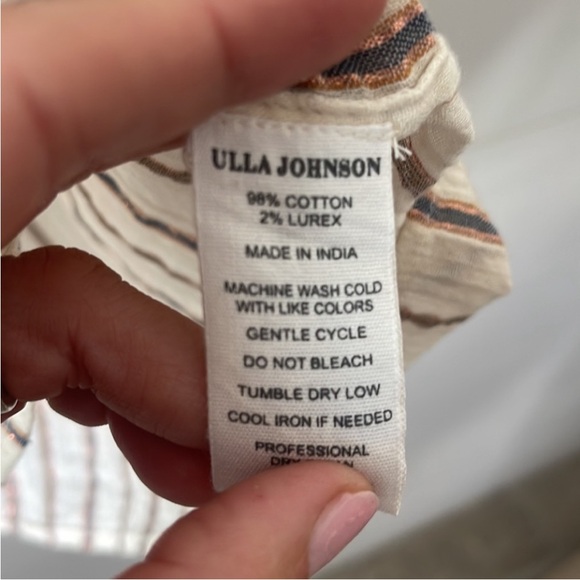 ULLA JOHNSON
98% COTTON
2% LUREX
MADE IN INDIA
MACHINE WASH COLD
WITH LIKE COLORS
GENTLE CYCLE
DO NOT BLEACH
TUMBLE DRY LOW
COOL IRON IF NEEDED
PROFESSIONAL